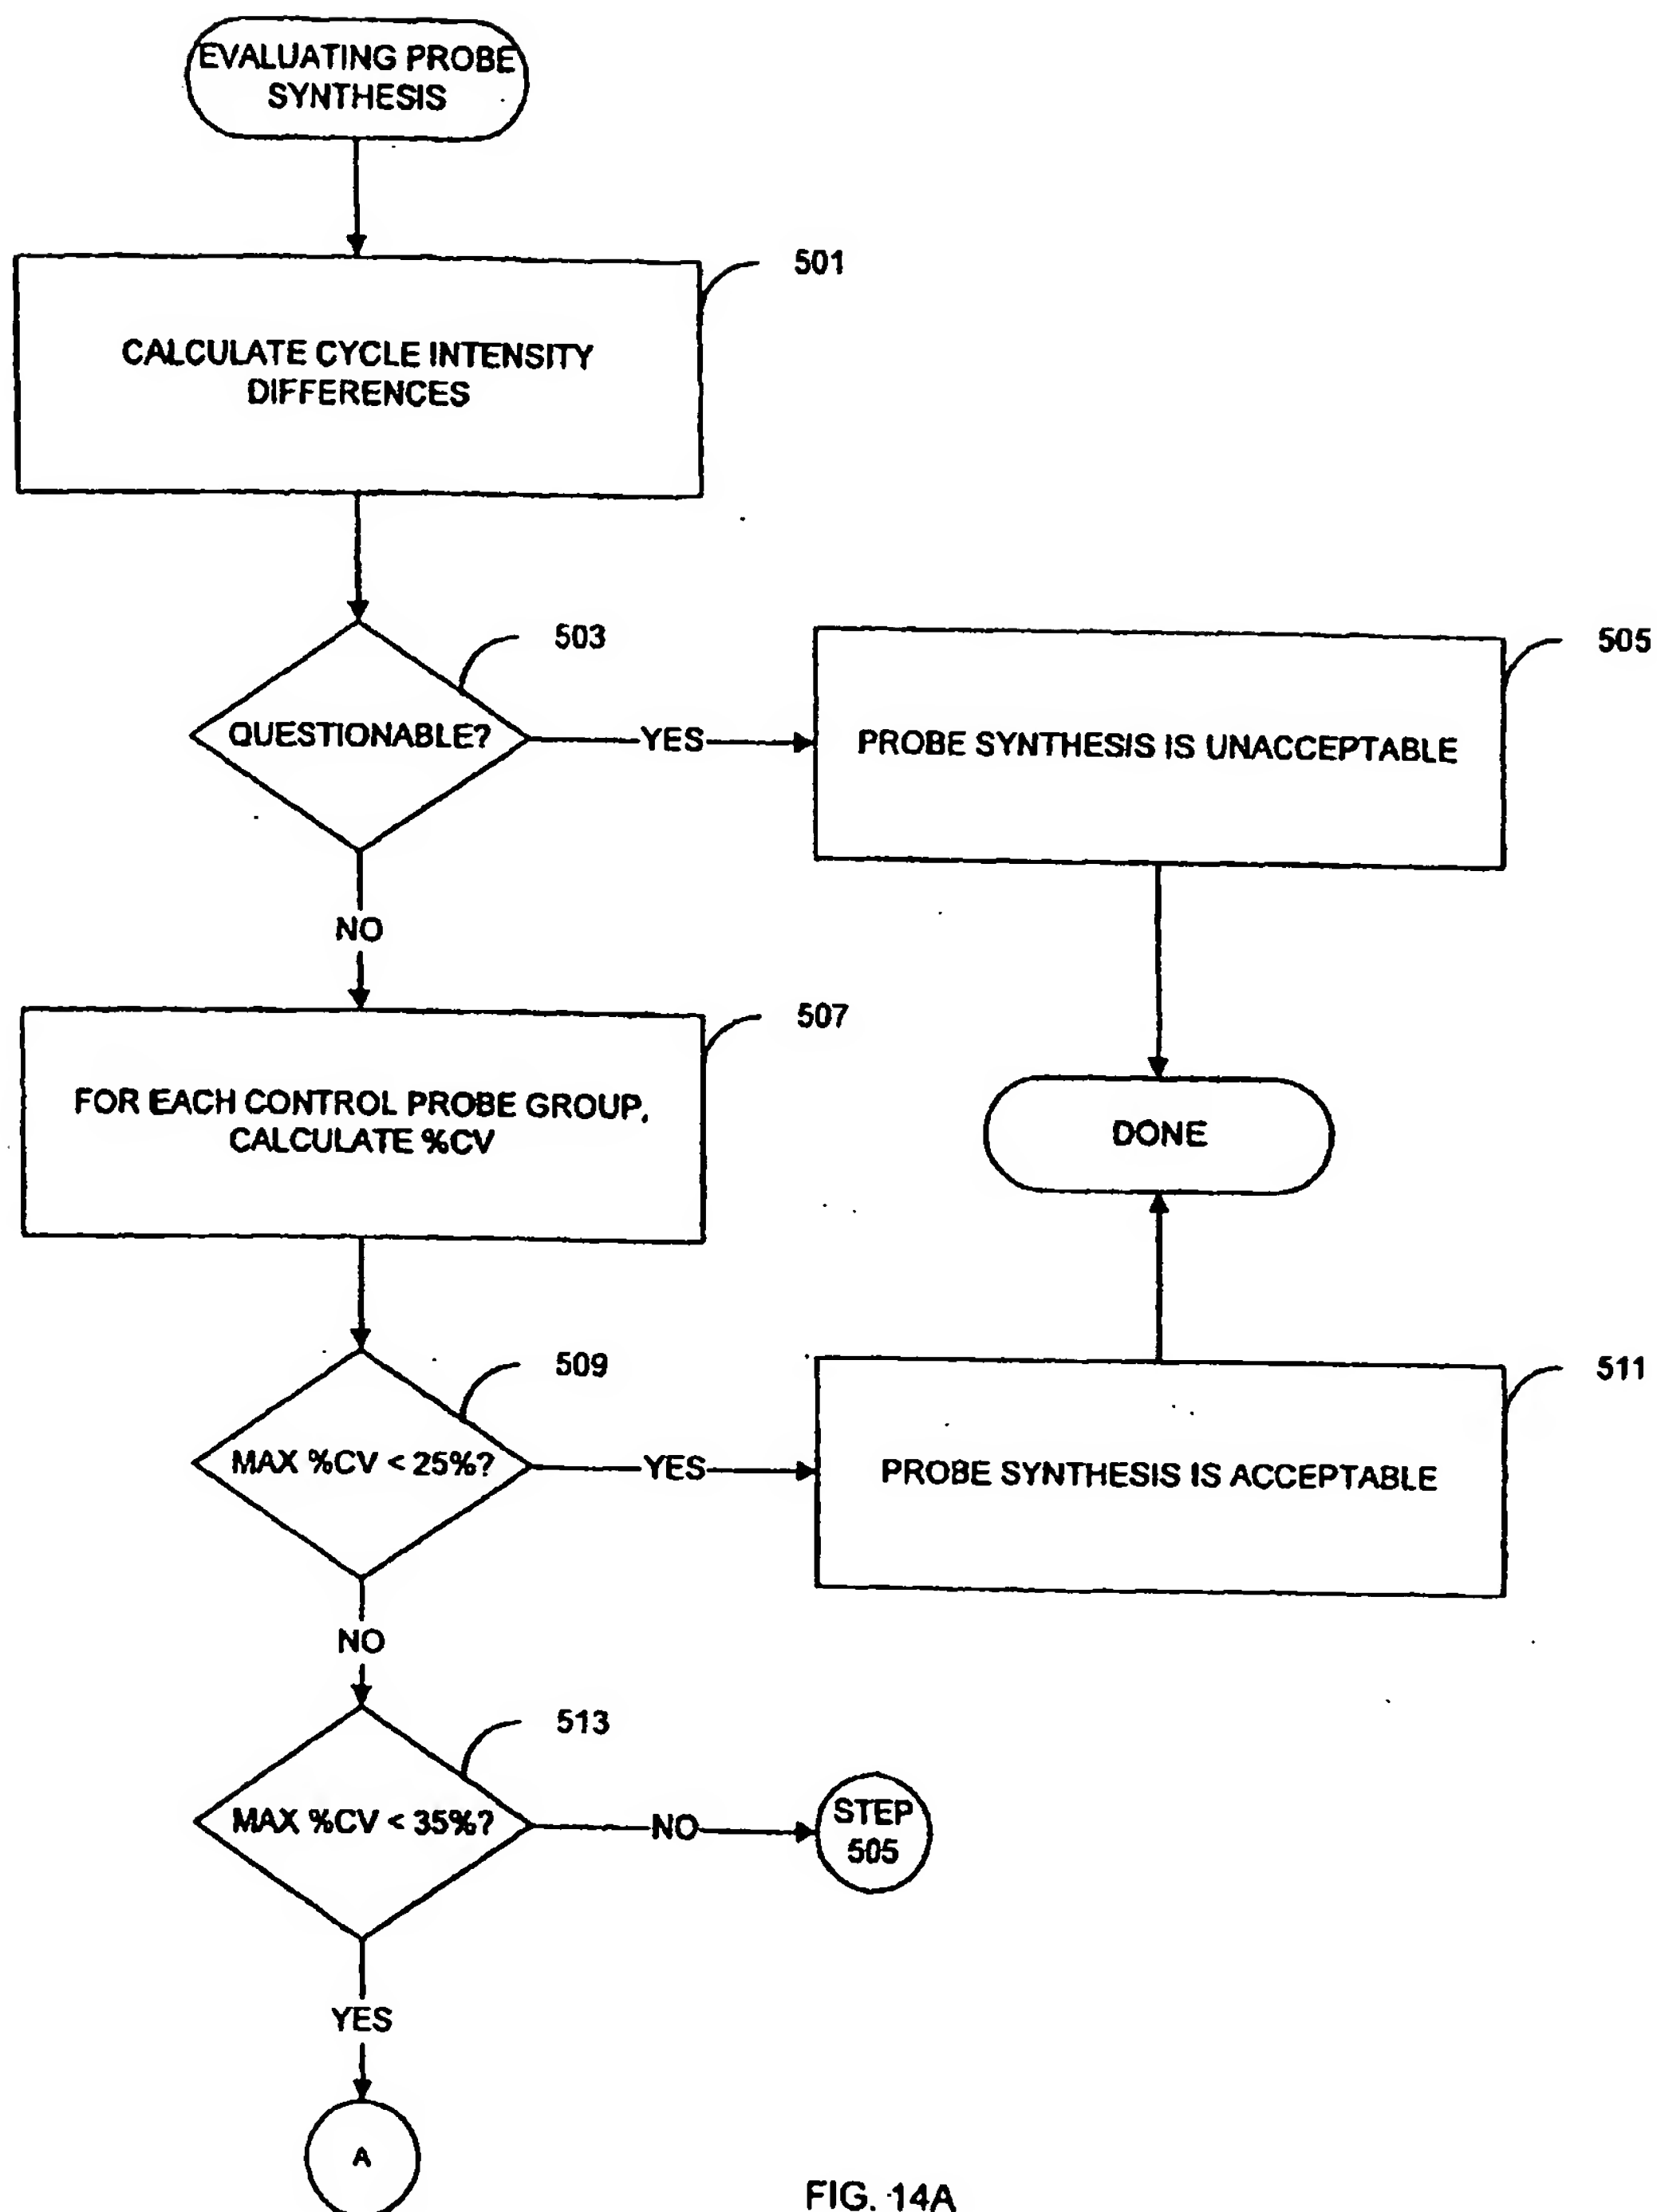 EVALUATING PROBE
SYNTHESIS
501
CALCULATE CYCLE INTENSITY
DIFFERENCES
503
505
QUESTIONABLE?
YES
PROBE SYNTHESIS IS UNACCEPTABLE
NO
507
FOR EACH CONTROL PROBE GROUP,
CALCULATE %CV
DONE
509
511
MAX %CV < 25%?
YES
PROBE SYNTHESIS IS ACCEPTABLE
NO
513
MAX %CV < 35%?
NO
STEP
505
YES
A
FIG. 14A